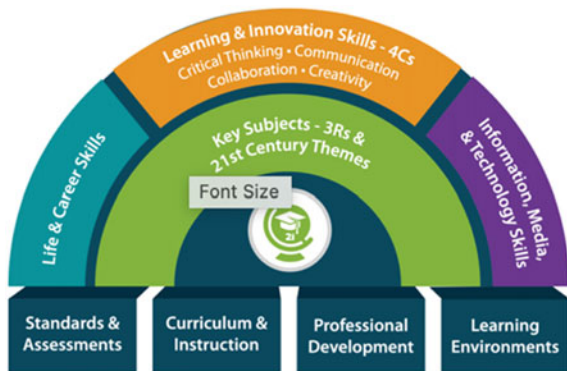 Learning & Innovation Skills - 4Cs
Critical Thinking • Communication
Collaboration • Creativity
Life & Career Skills
Key Subjects - 3Rs &
21st Century Themes
Information, Media,
& Technology Skills
Font Size
21
Standards &
Assessments
Curriculum &
Instruction
Professional
Development
Learning
Environments